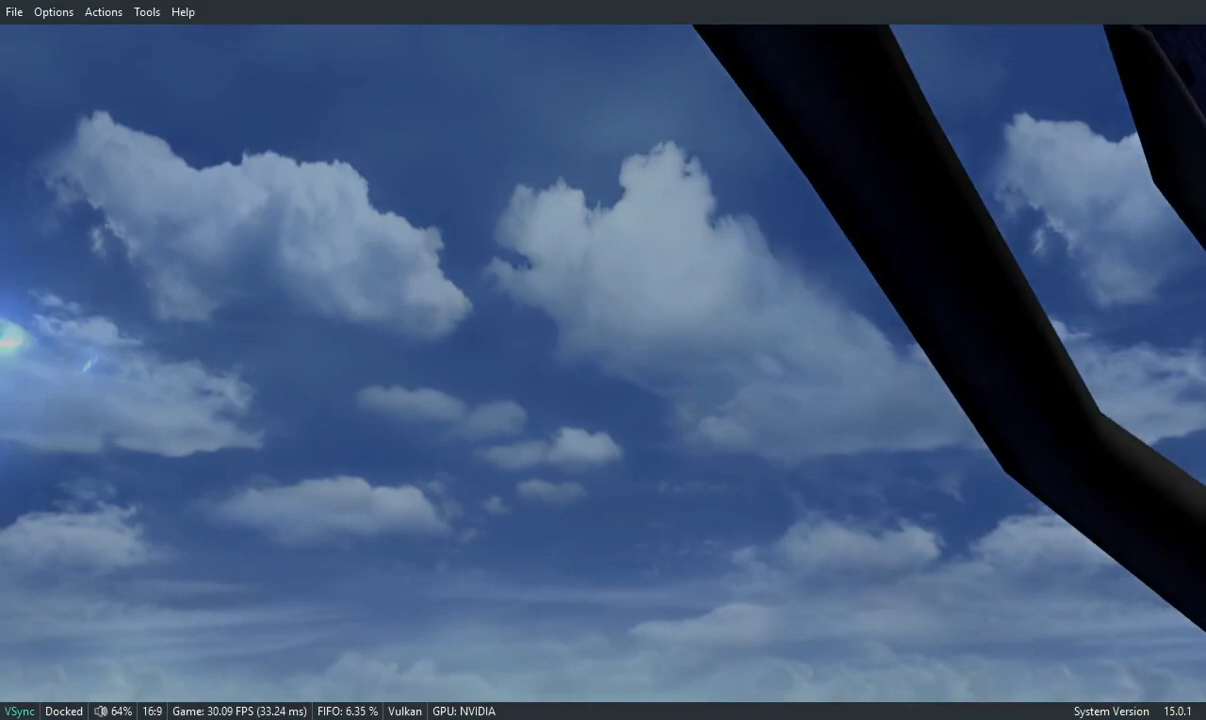 File Options Actions Tools Help
VSync Docked 64% 16:9 Game: 30.09 FPS (33.24 ms) FIFO: 6.35 % Vulkan GPU: NVIDIA System Version 15.0.1